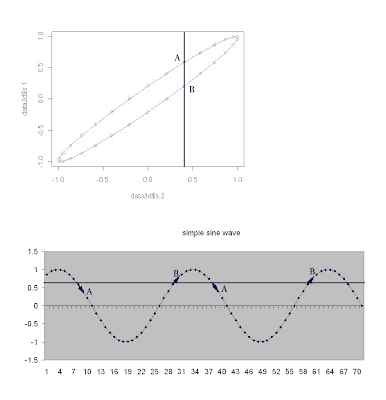 1.0
A
0.5
B
0.0
-0.5
-1.0
data3d$s.1
-1.0 -0.5 0.0 0.5 1.0
data3d$s.2
simple sine wave
1.5
1 B B
0.5 A A
0
-0.5
-1
-1.5
1 4 7 10 13 16 19 22 25 28 31 34 37 40 43 46 49 52 55 58 61 64 67 70